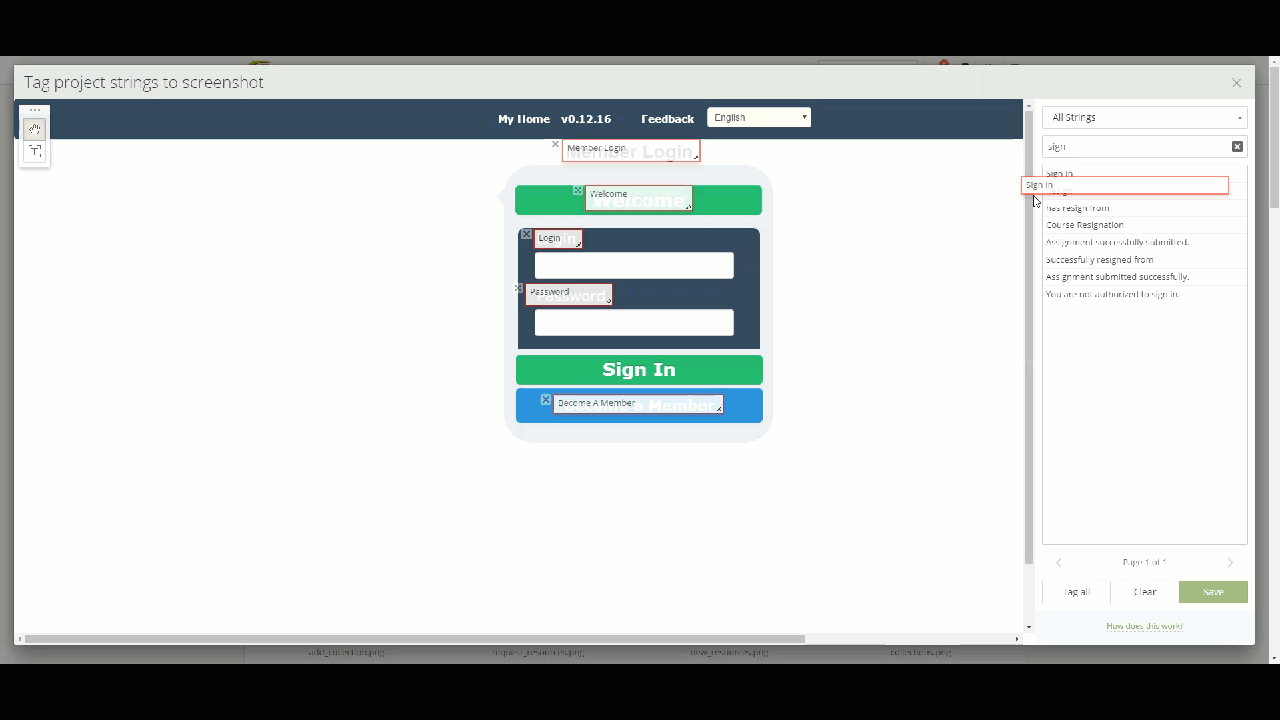 Tag project strings to screenshot
My Home v0.12.16 Feedback English
Member Login
Member Login
Welcome
Welcome
Login
Password
Password
Sign In
Become A Member
Become a Member
All Strings
sign
Sign In
Sign In
has resign from
Course Resignation
Assignment successfully submitted.
Successfully resigned from
Assignment submitted successfully.
You are not authorized to sign in.
Page 1 of 1
Tag all Clear Save
How does this work?
add_collection.png request_resources.png new_resources.png collections.png